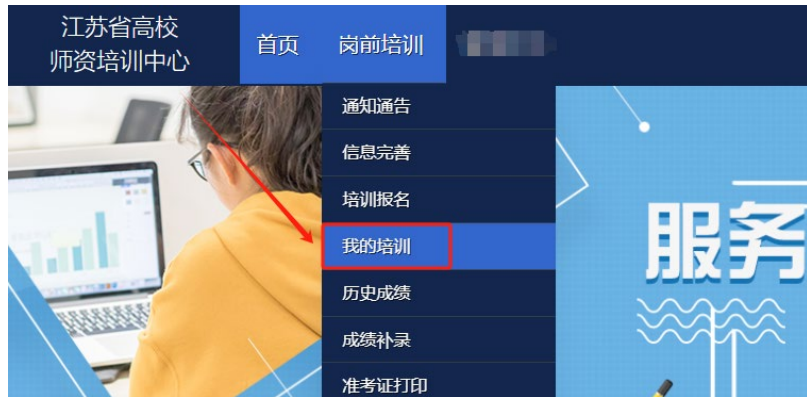 江苏省高校
师资培训中心
首页
岗前培训
通知通告
信息完善
培训报名
我的培训
历史成绩
成绩补录
准考证打印
服务